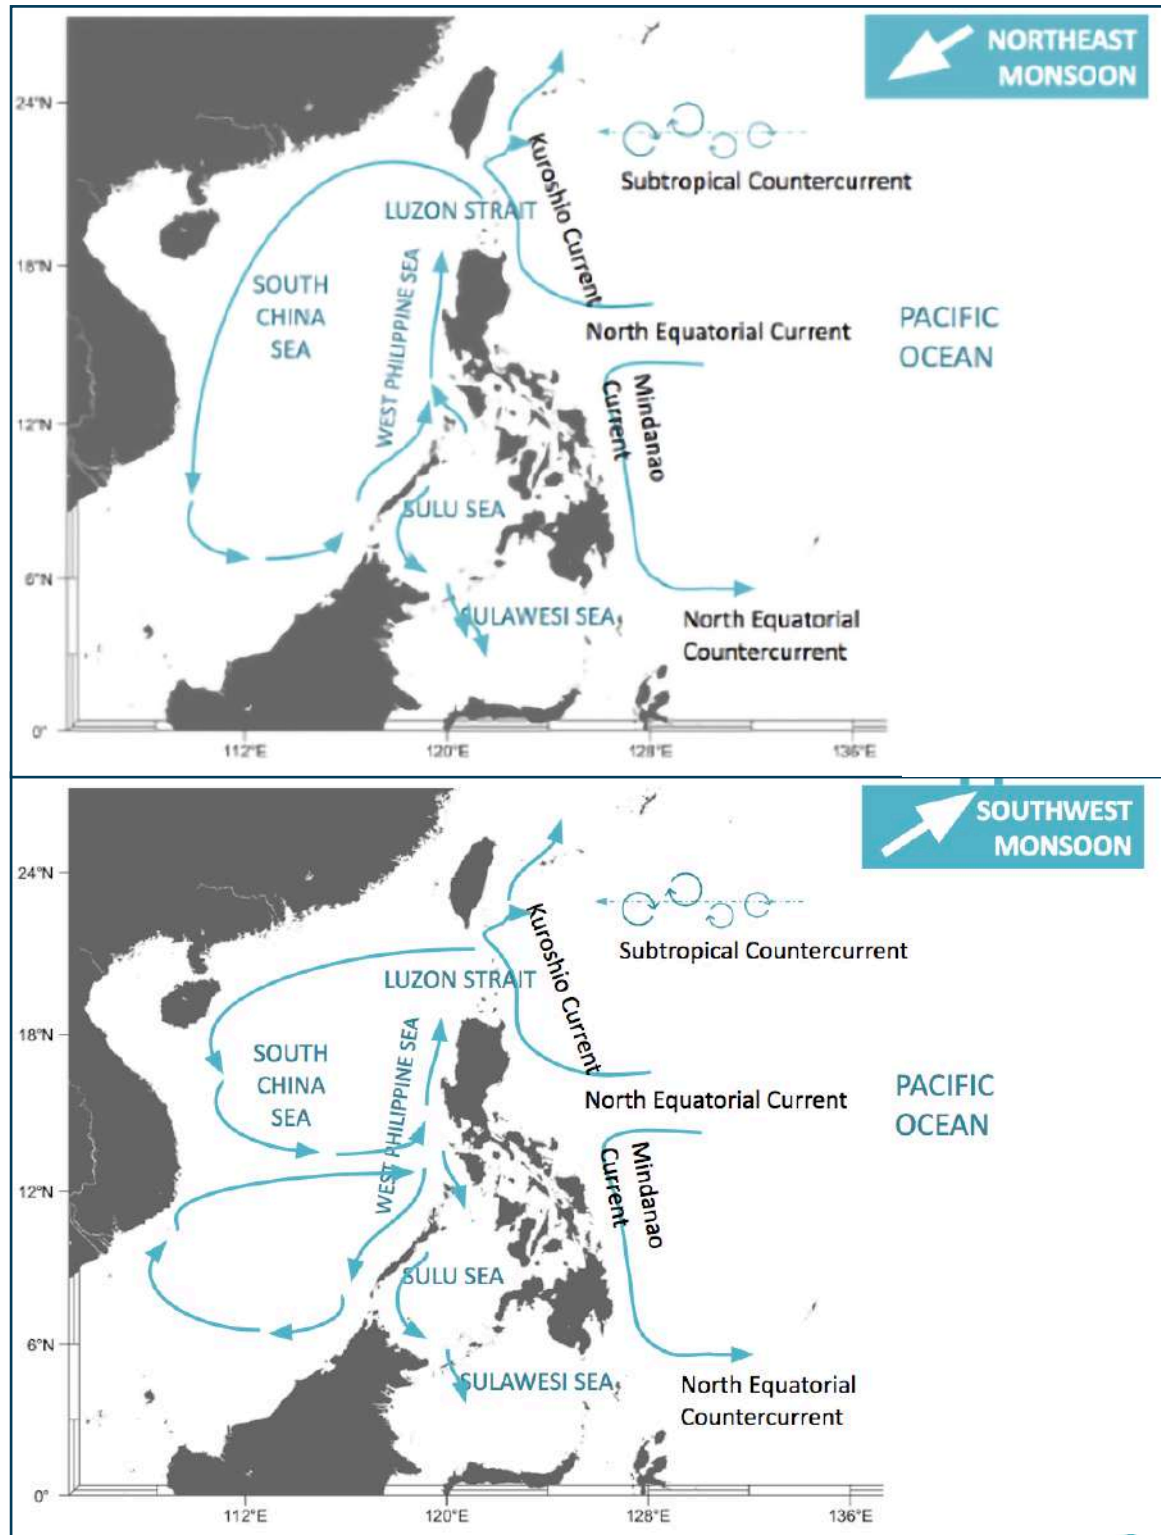 NORTHEAST
MONSOON
24°N
Kuroshio Current
Subtropical Countercurrent
LUZON STRAIT
18°N
WEST PHILIPPINE SEA
SOUTH
CHINA
SEA
North Equatorial Current
PACIFIC
OCEAN
Mindanao
Current
12°N
SULU SEA
6°N
SULAWESI SEA
North Equatorial
Countercurrent
0°
112°E
120°E
128°E
136°E
SOUTHWEST
MONSOON
24°N
Kuroshio Current
Subtropical Countercurrent
LUZON STRAIT
18°N
WEST PHILIPPINE SEA
SOUTH
CHINA
SEA
North Equatorial Current
PACIFIC
OCEAN
Mindanao
Current
12°N
SULU SEA
6°N
SULAWESI SEA
North Equatorial
Countercurrent
0°
112°E
120°E
128°E
136°E